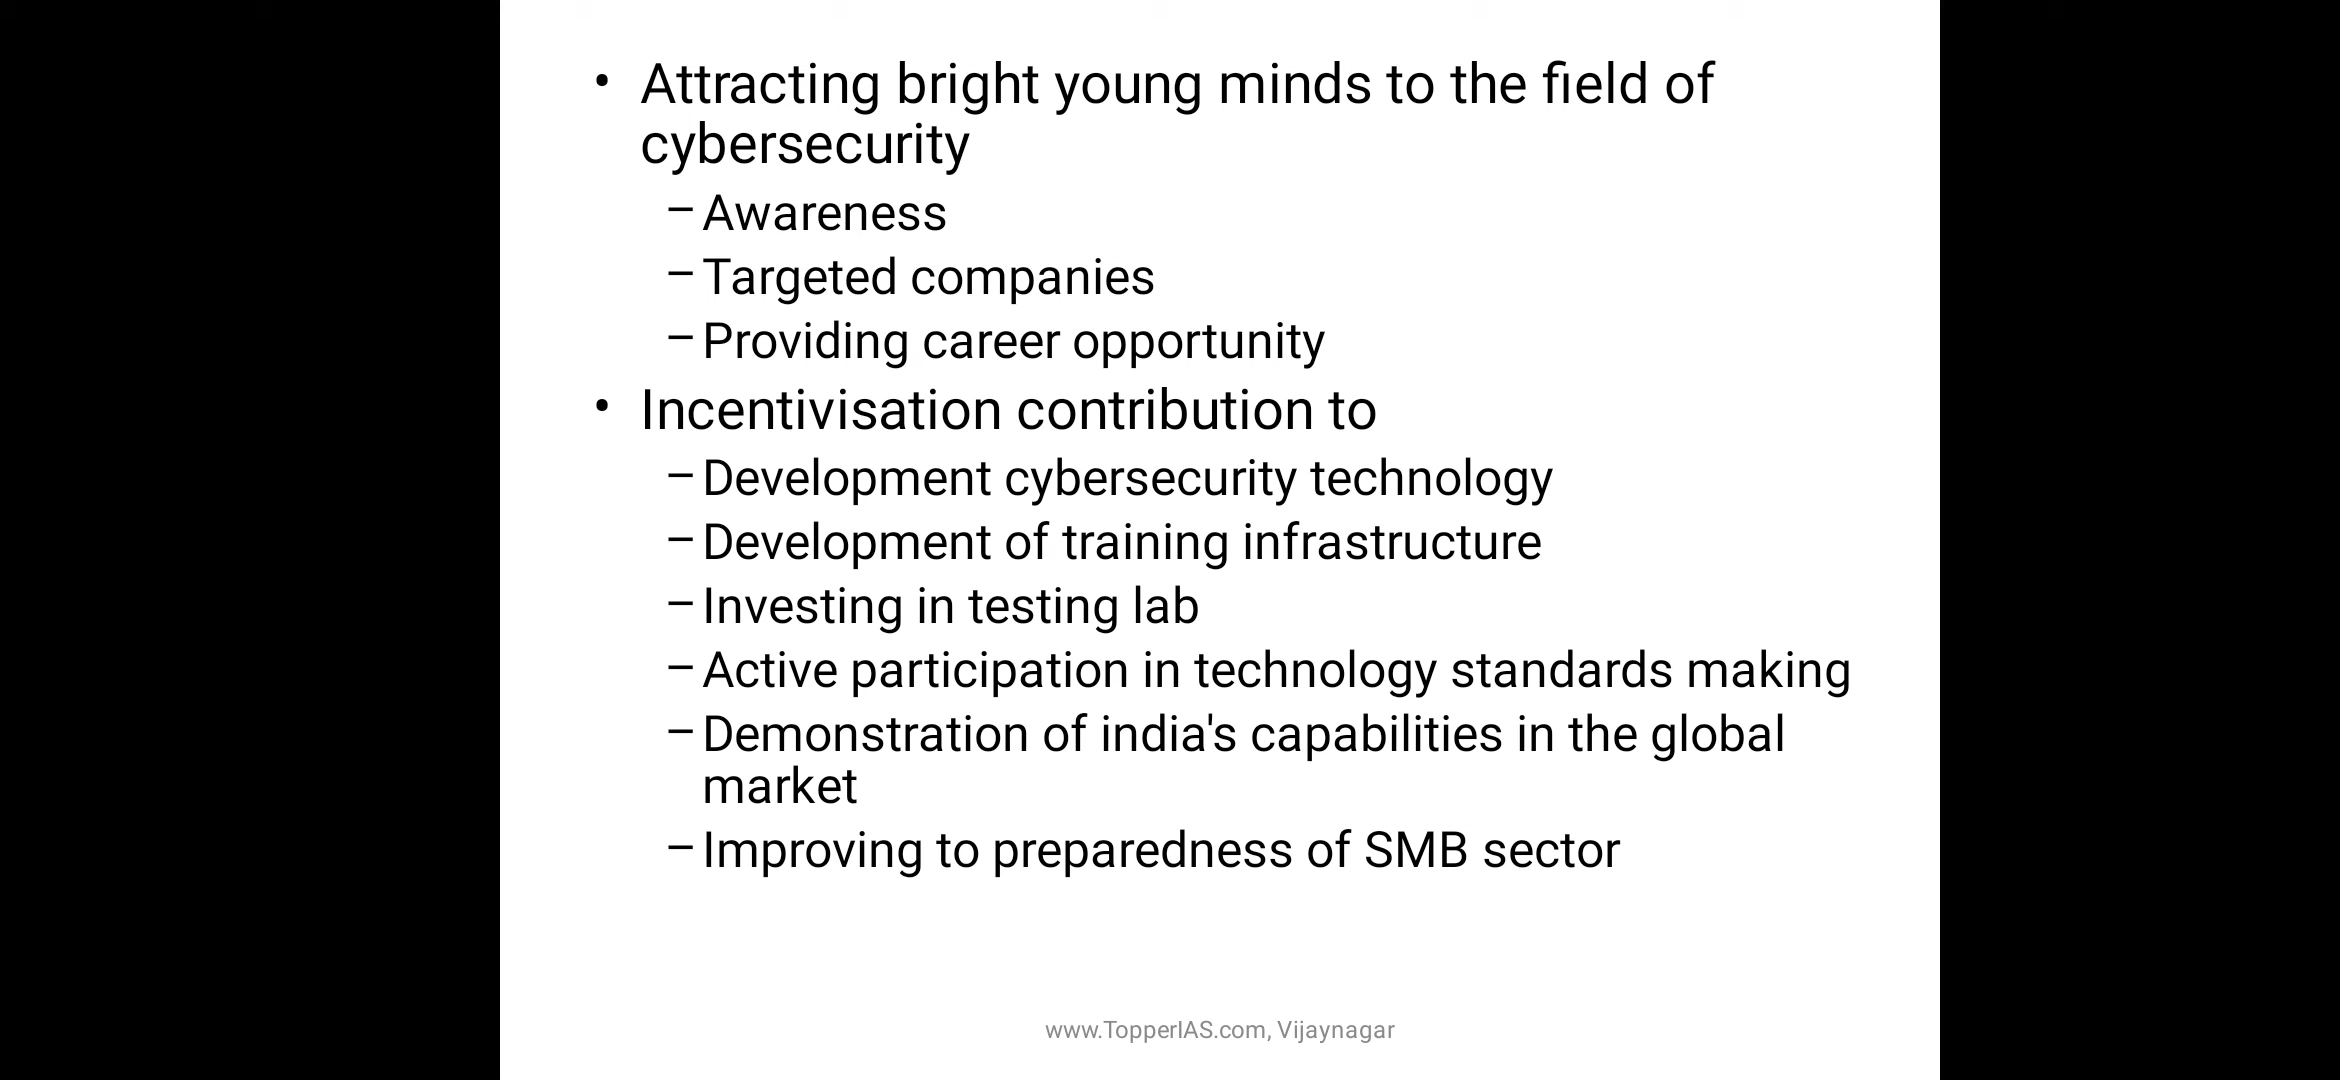 • Attracting bright young minds to the field of
cybersecurity
– Awareness
– Targeted companies
– Providing career opportunity
• Incentivisation contribution to
– Development cybersecurity technology
– Development of training infrastructure
– Investing in testing lab
– Active participation in technology standards making
– Demonstration of india's capabilities in the global
market
– Improving to preparedness of SMB sector
www.TopperIAS.com, Vijaynagar